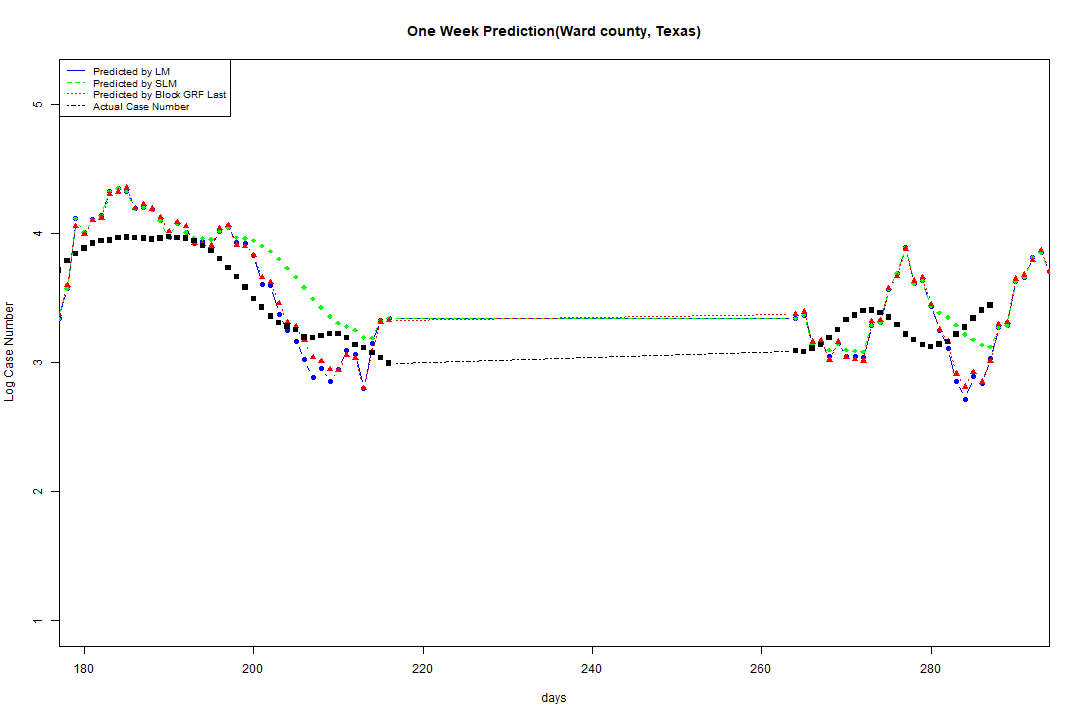 One Week Prediction(Ward county, Texas)
Predicted by LM
Predicted by SLM
Predicted by Block GRF Last
Actual Case Number
5
4
3
2
1
Log Case Number
180 200 220 240 260 280
days